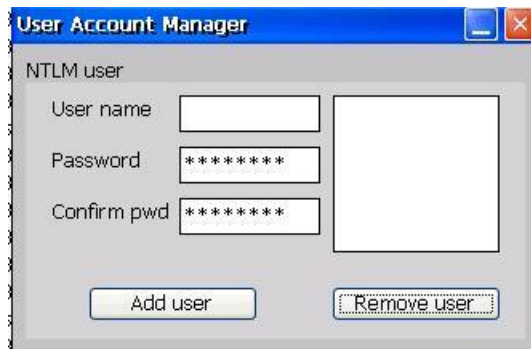 User Account Manager
NTLM user
User name
Password ********
Confirm pwd ********
Add user Remove user